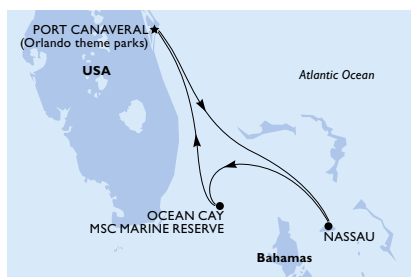 PORT CANAVERAL
(Orlando theme parks)
USA
Atlantic Ocean
OCEAN CAY
MSC MARINE RESERVE
NASSAU
Bahamas